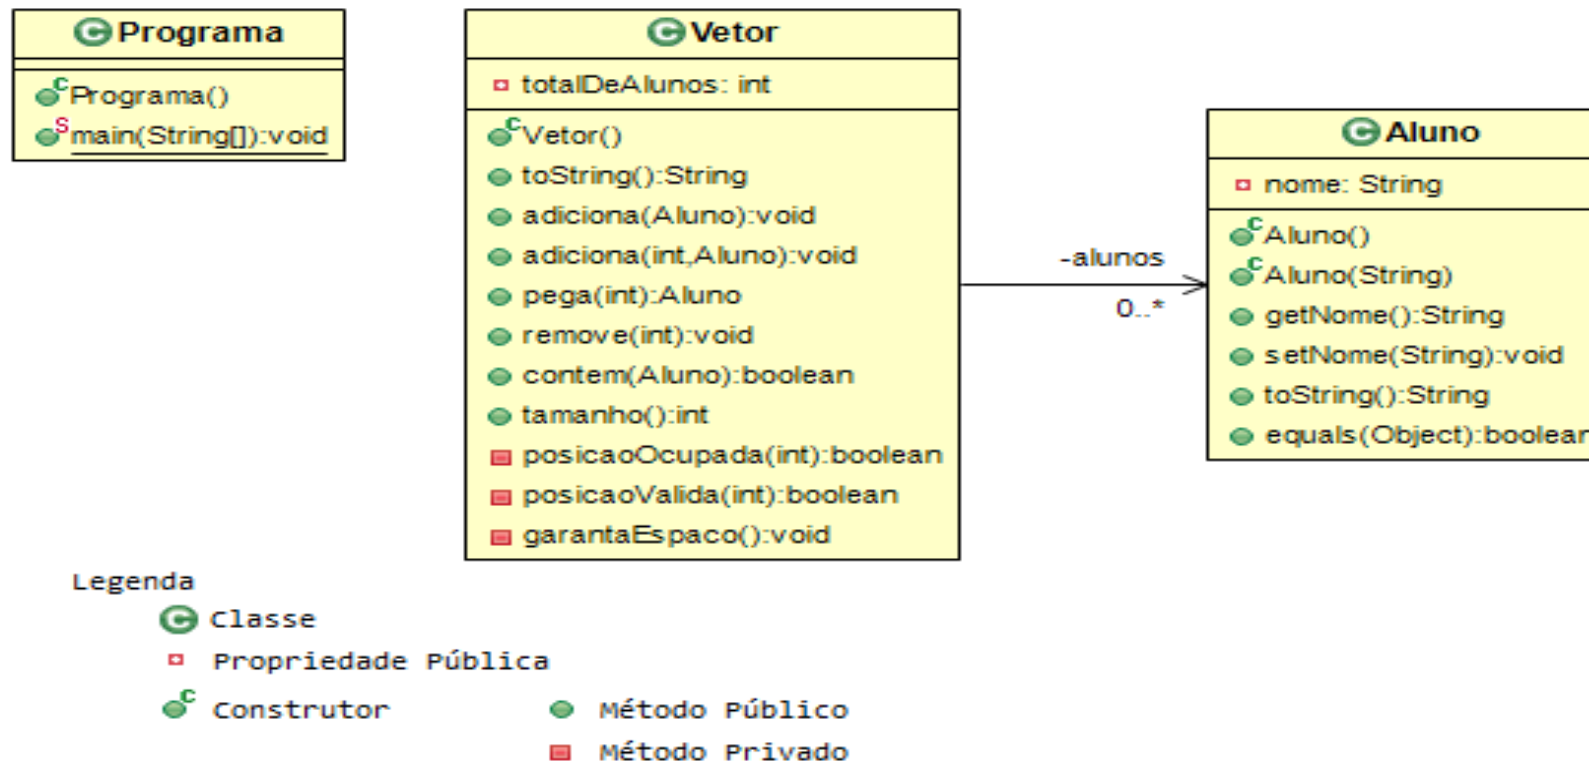 Programa
Programa()
main(String[]):void
Vetor
totalDeAlunos: int
Vetor()
toString():String
adiciona(Aluno):void
adiciona(int,Aluno):void
pega(int):Aluno
remove(int):void
contem(Aluno):boolean
tamanho():int
posicaoOcupada(int):boolean
posicaoValida(int):boolean
garantaEspaco():void
-alunos
0..*
Aluno
nome: String
Aluno()
Aluno(String)
getNome():String
setNome(String):void
toString():String
equals(Object):boolean
Legenda
Classe
Propriedade Pública
Construtor
Método Público
Método Privado